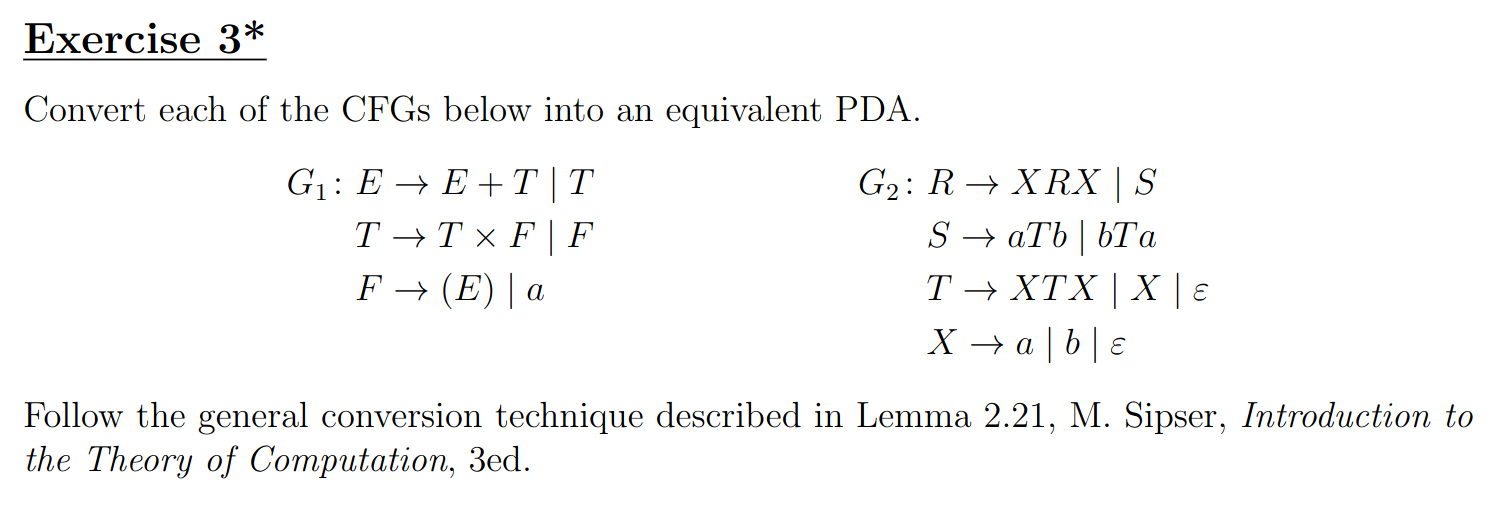 Exercise 3*
Convert each of the CFGs below into an equivalent PDA.
G₁: E → E + T | T G₂: R → XRX | S
T → T × F | F S → aTb | bTa
F → (E) | a T → XTX | X | ε
X → a | b | ε
Follow the general conversion technique described in Lemma 2.21, M. Sipser, Introduction to
the Theory of Computation, 3ed.